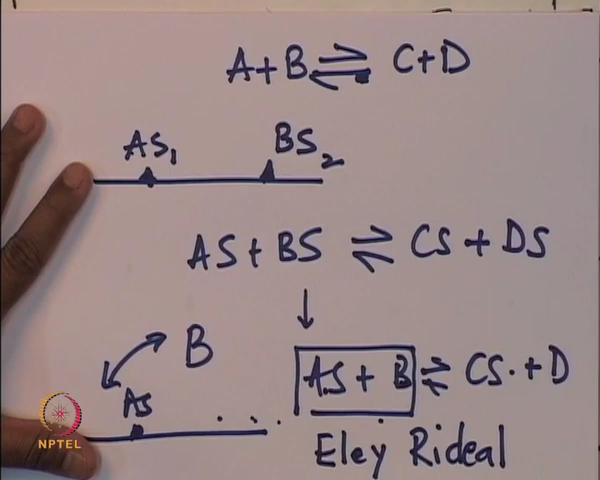 A+B ⇌ C+D
AS₁ BS₂
AS + BS ⇌ CS + DS
↓
B
AS + B ⇌ CS · + D
AS
Eley Rideal
NPTEL